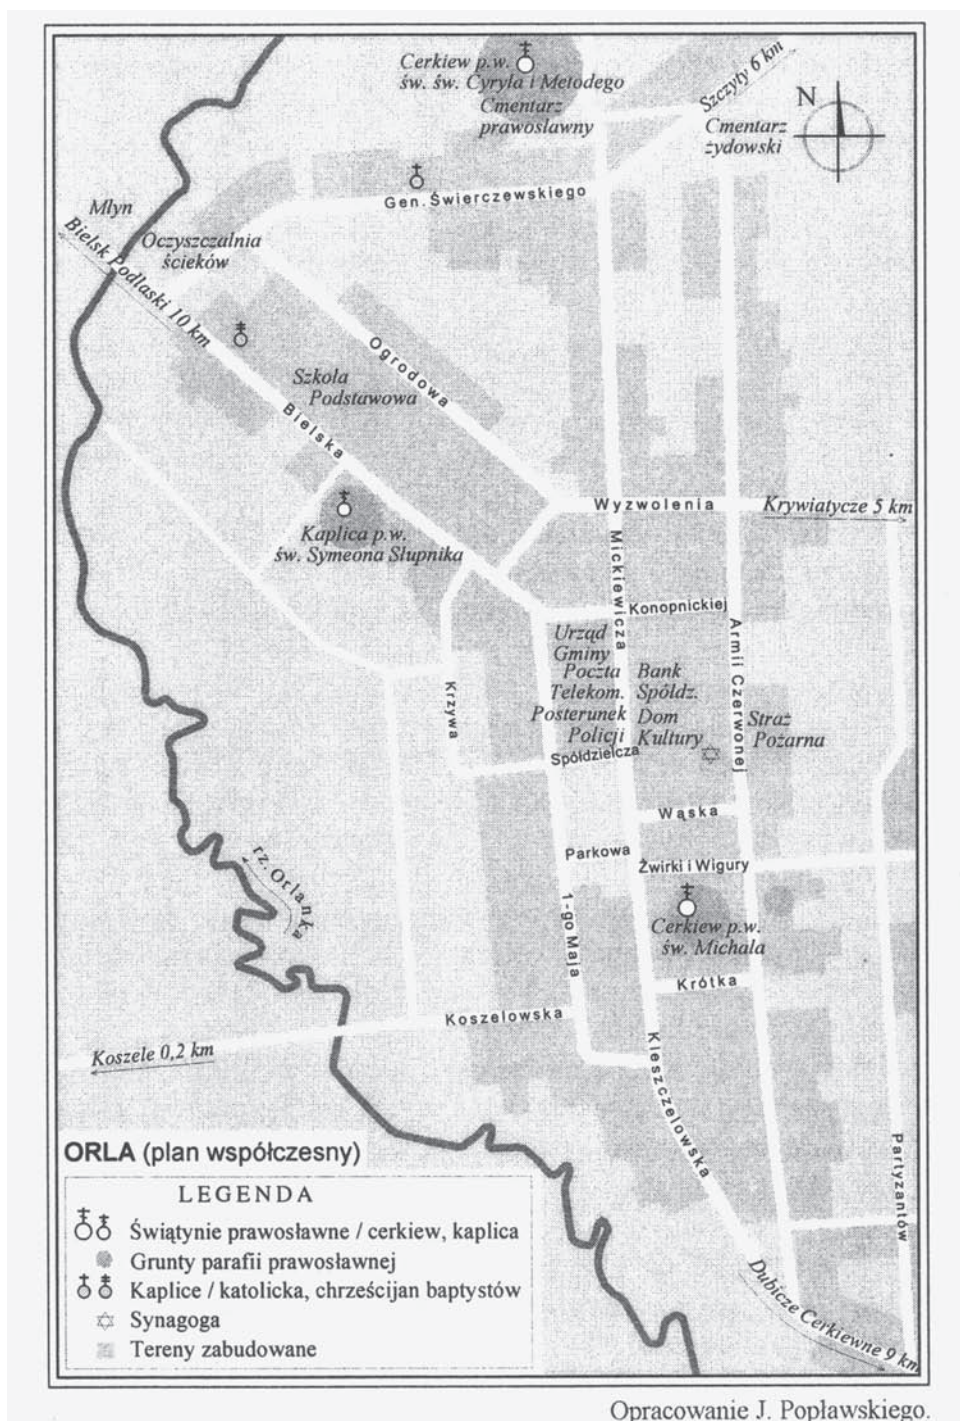 Cerkiew p.w.
św. św. Cyryla i Metodego
Cmentarz
prawosławny
Szczyty 6 km
N
Cmentarz
żydowski
Gen. Świerczewskiego
Młyn
Bielsk Podlaski 10 km
Oczyszczalnia
ścieków
Ogrodowa
Szkoła
Podstawowa
Bielska
Wyzwolenia
Krywiatycze 5 km
Kaplica p.w.
św. Symeona Słupnika
Mickiewicza
Konopnickiej
Armii Czerwonej
Urząd
Gminy
Poczta
Telekom.
Posterunek
Policji
Bank
Spółdz.
Dom
Kultury
Straż
Pożarna
Krzywa
Spółdzielcza
Wąska
Parkowa
Żwirki i Wigury
rz. Orlanka
1-go Maja
Cerkiew p.w.
św. Michała
Krótka
Koszelowska
Koszele 0,2 km
Kleszczelowska
Partyzantów
Dubicze Cerkiewne 9 km
ORLA (plan współczesny)
LEGENDA
Świątynie prawosławne / cerkiew, kaplica
Grunty parafii prawosławnej
Kaplice / katolicka, chrześcijan baptystów
Synagoga
Tereny zabudowane
Opracowanie J. Popławskiego.